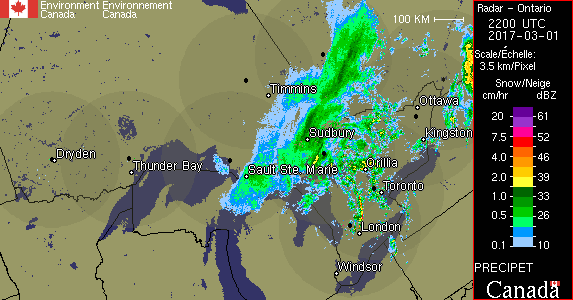 Environment Environnement
Canada Canada
100 KM
Timmins
Ottawa
Sudbury
Kingston
Dryden
Thunder Bay
Sault Ste. Marie
Orillia
Toronto
London
Windsor
Radar - Ontario
2200 UTC
2017-03-01
Scale/Échelle:
3.5 km/Pixel
Snow/Neige
cm/hr dBZ
20 61
7.5 52
4.0 46
2.0 39
1.0 33
0.5 26
0.1 10
PRECIPET
Canada